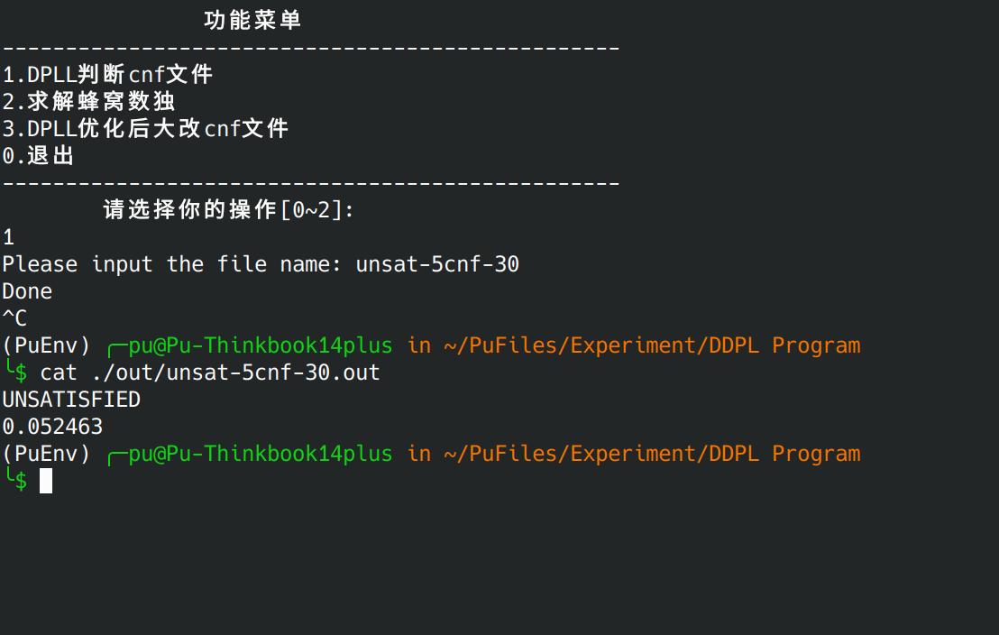 功能菜单
-------------------------------------------------
1.DPLL判断cnf文件
2.求解蜂窝数独
3.DPLL优化后大改cnf文件
0.退出
-------------------------------------------------
请选择你的操作[0~2]:
1
Please input the file name: unsat-5cnf-30
Done
^C
(PuEnv) ╭─pu@Pu-Thinkbook14plus in ~/PuFiles/Experiment/DDPL Program
╰$ cat ./out/unsat-5cnf-30.out
UNSATISFIED
0.052463
(PuEnv) ╭─pu@Pu-Thinkbook14plus in ~/PuFiles/Experiment/DDPL Program
╰$